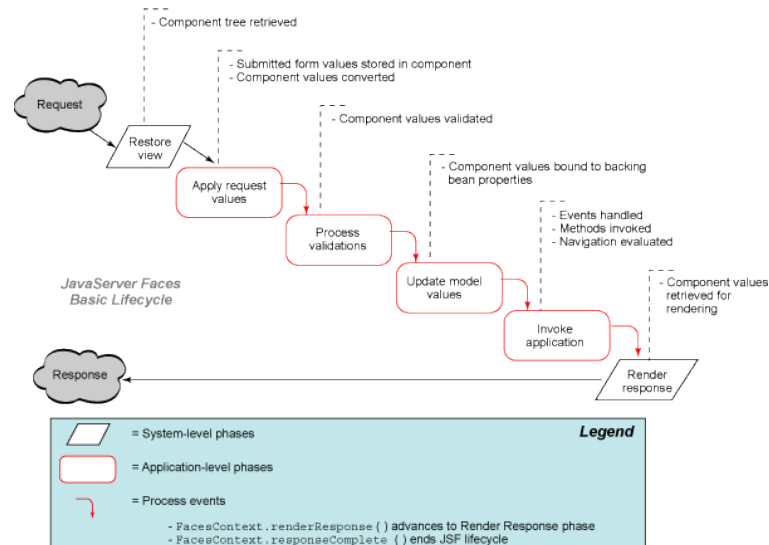 - Component tree retrieved
- Submitted form values stored in component
- Component values converted
Request
Restore
view
- Component values validated
Apply request
values
- Component values bound to backing
bean properties
Process
validations
- Events handled
- Methods invoked
- Navigation evaluated
JavaServer Faces
Basic Lifecycle
Update model
values
- Component values
retrieved for
rendering
Invoke
application
Response
Render
response
Legend
= System-level phases
= Application-level phases
= Process events
- FacesContext.renderResponse ( ) advances to Render Response phase
- FacesContext.responseComplete ( ) ends JSF lifecycle